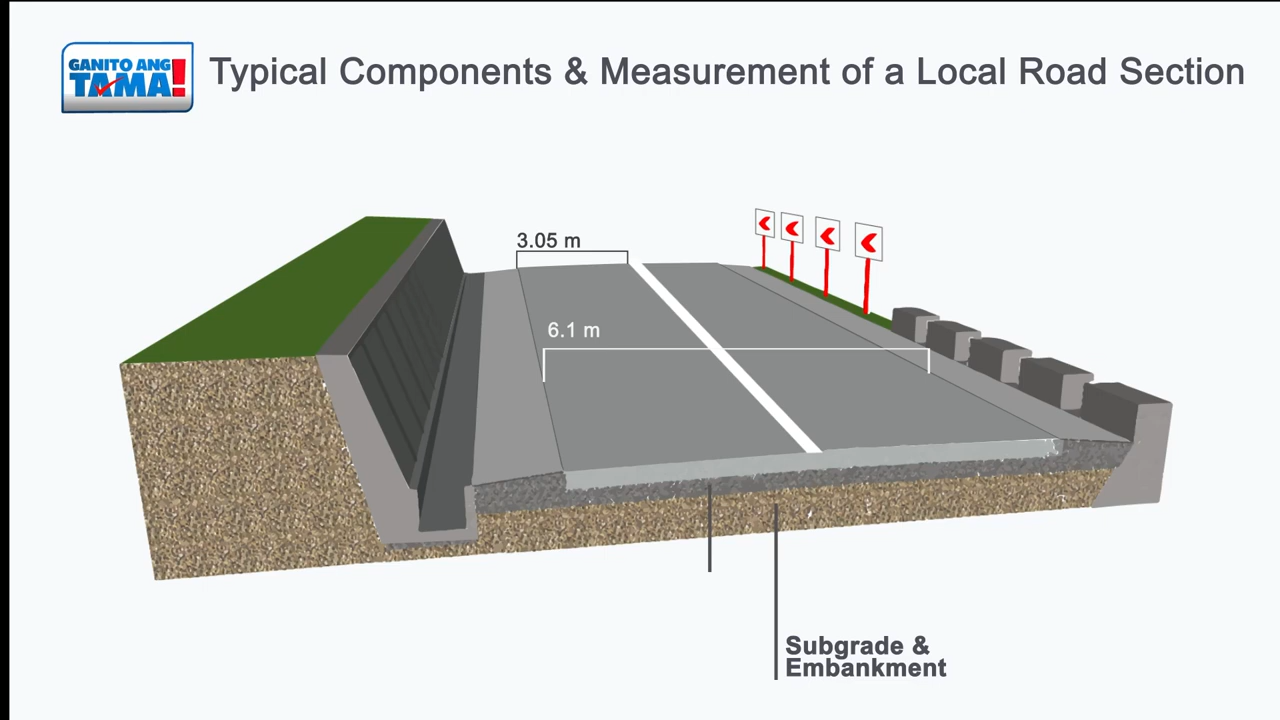 GANITO ANG
TAMA!
Typical Components & Measurement of a Local Road Section
3.05 m
6.1 m
Subgrade &
Embankment